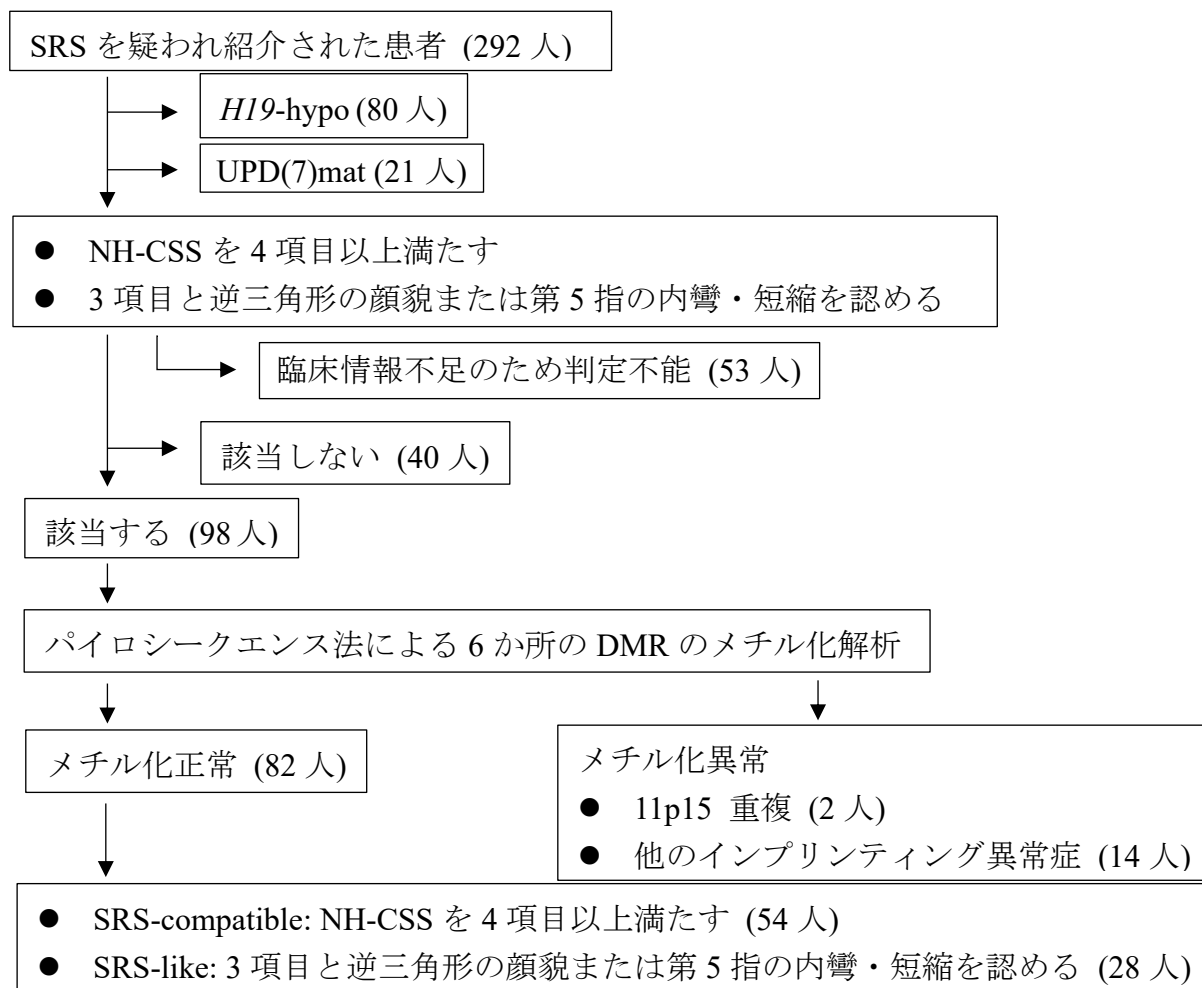 SRS を疑われ紹介された患者 (292 人)
H19-hypo (80 人)
UPD(7)mat (21 人)
● NH-CSS を 4 項目以上満たす
● 3 項目と逆三角形の顔貌または第 5 指の内彎・短縮を認める
臨床情報不足のため判定不能 (53 人)
該当しない (40 人)
該当する (98 人)
パイロシークエンス法による 6 か所の DMR のメチル化解析
メチル化正常 (82 人)
メチル化異常
● 11p15 重複 (2 人)
● 他のインプリンティング異常症 (14 人)
● SRS-compatible: NH-CSS を 4 項目以上満たす (54 人)
● SRS-like: 3 項目と逆三角形の顔貌または第 5 指の内彎・短縮を認める (28 人)